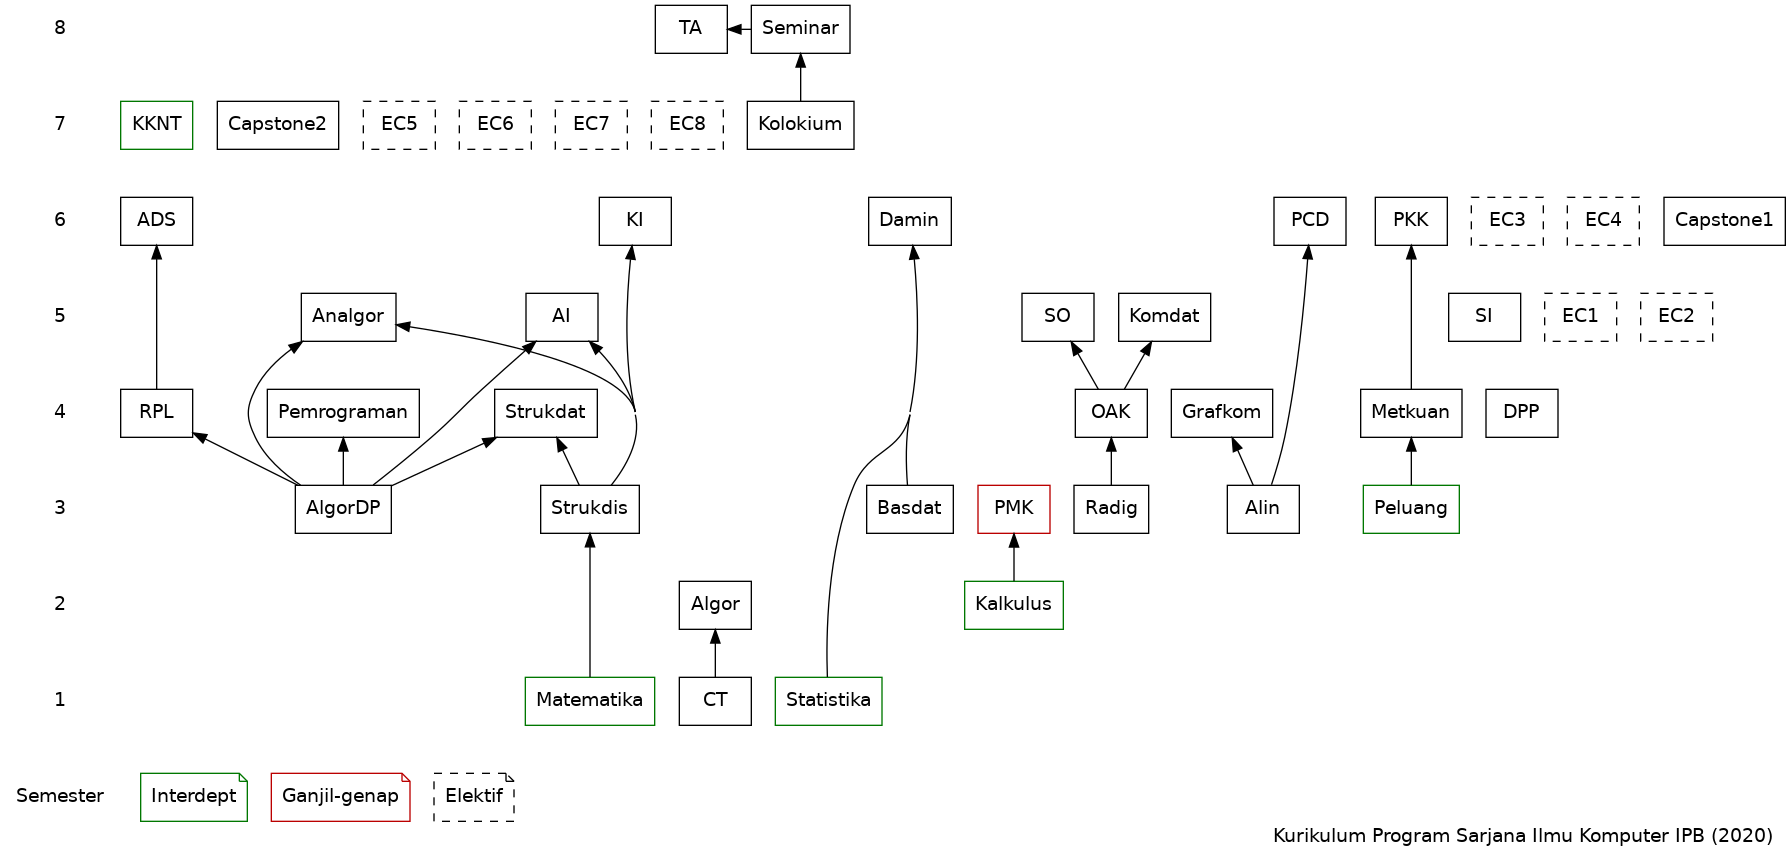 8 TA Seminar
7 KKNT Capstone2 EC5 EC6 EC7 EC8 Kolokium
6 ADS KI Damin PCD PKK EC3 EC4 Capstone1
5 Analgor AI SO Komdat SI EC1 EC2
4 RPL Pemrograman Strukdat OAK Grafkom Metkuan DPP
3 AlgorDP Strukdis Basdat PMK Radig Alin Peluang
2 Algor Kalkulus
1 Matematika CT Statistika
Semester Interdept Ganjil-genap Elektif
Kurikulum Program Sarjana Ilmu Komputer IPB (2020)